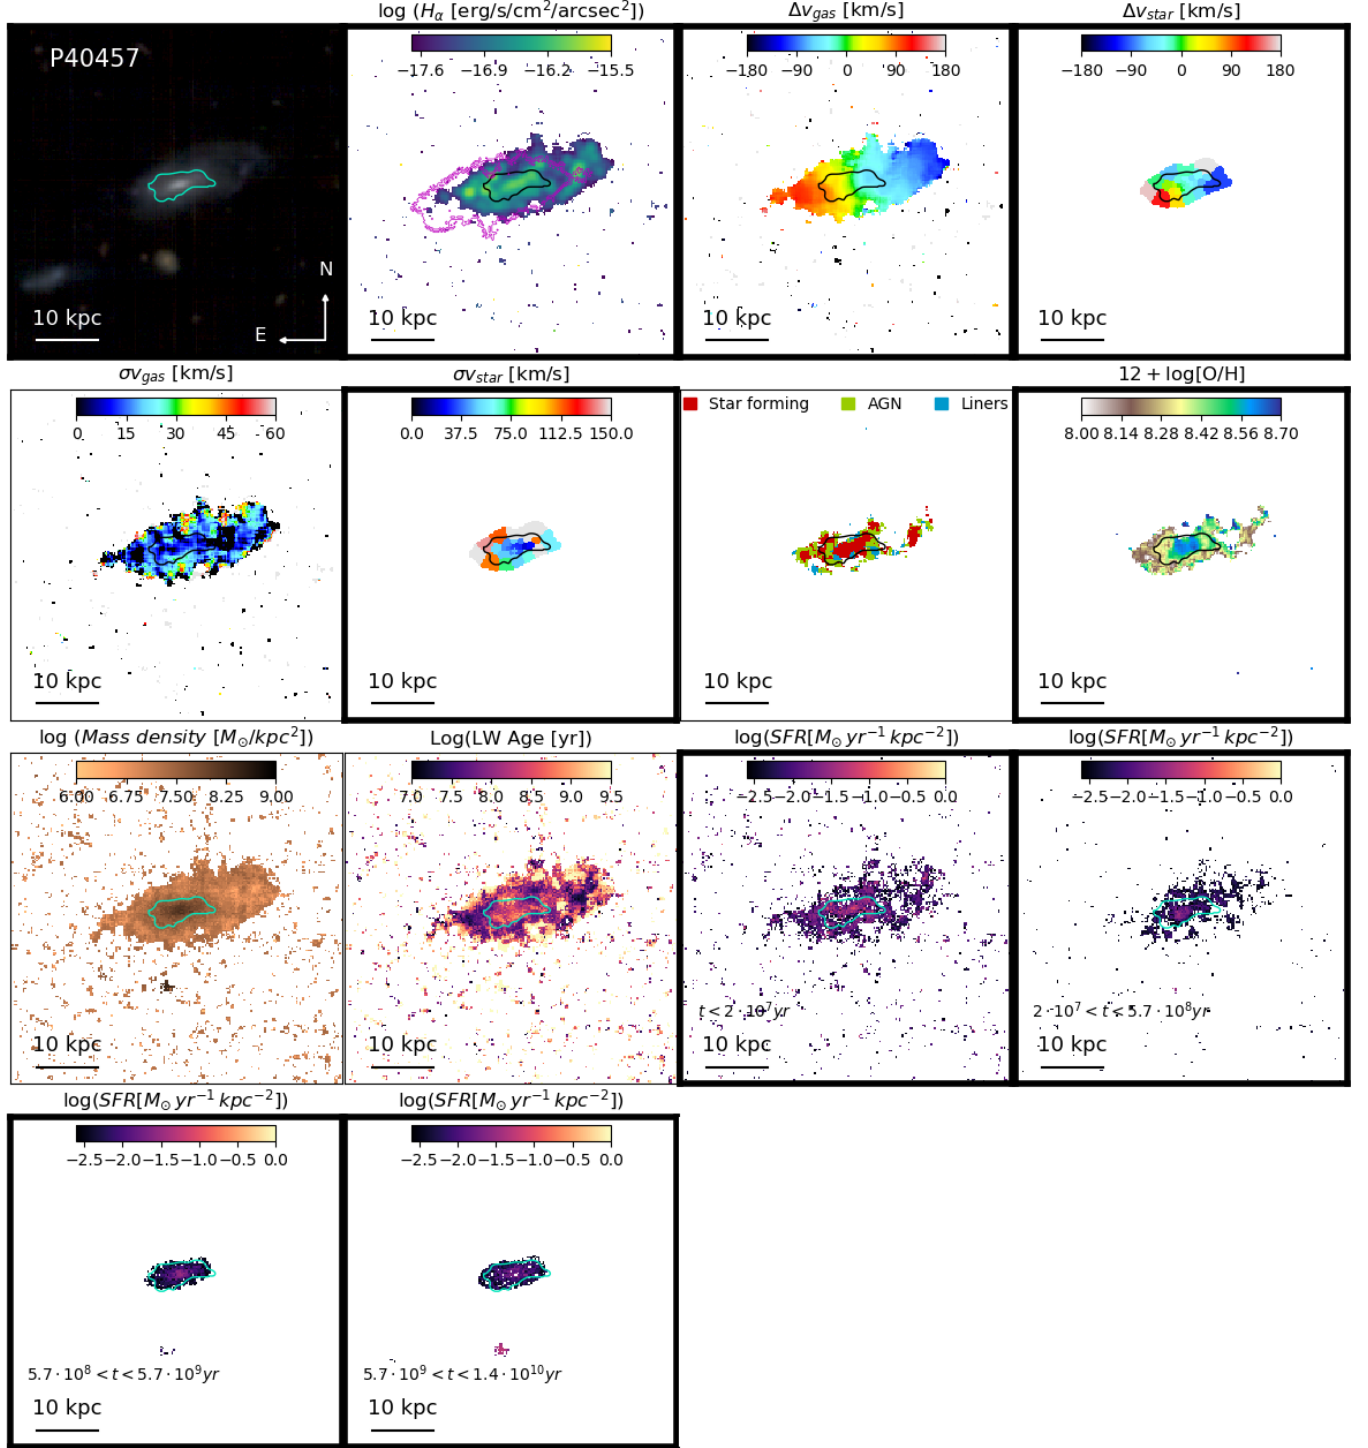 log (Hα [erg/s/cm²/arcsec²])
Δv_gas [km/s]
Δv_star [km/s]
P40457
−17.6 −16.9 −16.2 −15.5
−180 −90 0 90 180
−180 −90 0 90 180
N
E
10 kpc
10 kpc
10 kpc
10 kpc
σv_gas [km/s]
σv_star [km/s]
12 + log[O/H]
0 15 30 45 60
0.0 37.5 75.0 112.5 150.0
Star forming AGN Liners
8.00 8.14 8.28 8.42 8.56 8.70
10 kpc
10 kpc
10 kpc
10 kpc
log (Mass density [M⊙/kpc²])
Log(LW Age [yr])
log(SFR[M⊙ yr⁻¹ kpc⁻²])
log(SFR[M⊙ yr⁻¹ kpc⁻²])
6.00 6.75 7.50 8.25 9.00
7.0 7.5 8.0 8.5 9.0 9.5
−2.5 −2.0 −1.5 −1.0 −0.5 0.0
−2.5 −2.0 −1.5 −1.0 −0.5 0.0
t < 2 · 10⁷yr
2 · 10⁷ < t < 5.7 · 10⁸yr
10 kpc
10 kpc
10 kpc
10 kpc
log(SFR[M⊙ yr⁻¹ kpc⁻²])
log(SFR[M⊙ yr⁻¹ kpc⁻²])
−2.5 −2.0 −1.5 −1.0 −0.5 0.0
−2.5 −2.0 −1.5 −1.0 −0.5 0.0
5.7 · 10⁸ < t < 5.7 · 10⁹yr
5.7 · 10⁹ < t < 1.4 · 10¹⁰yr
10 kpc
10 kpc